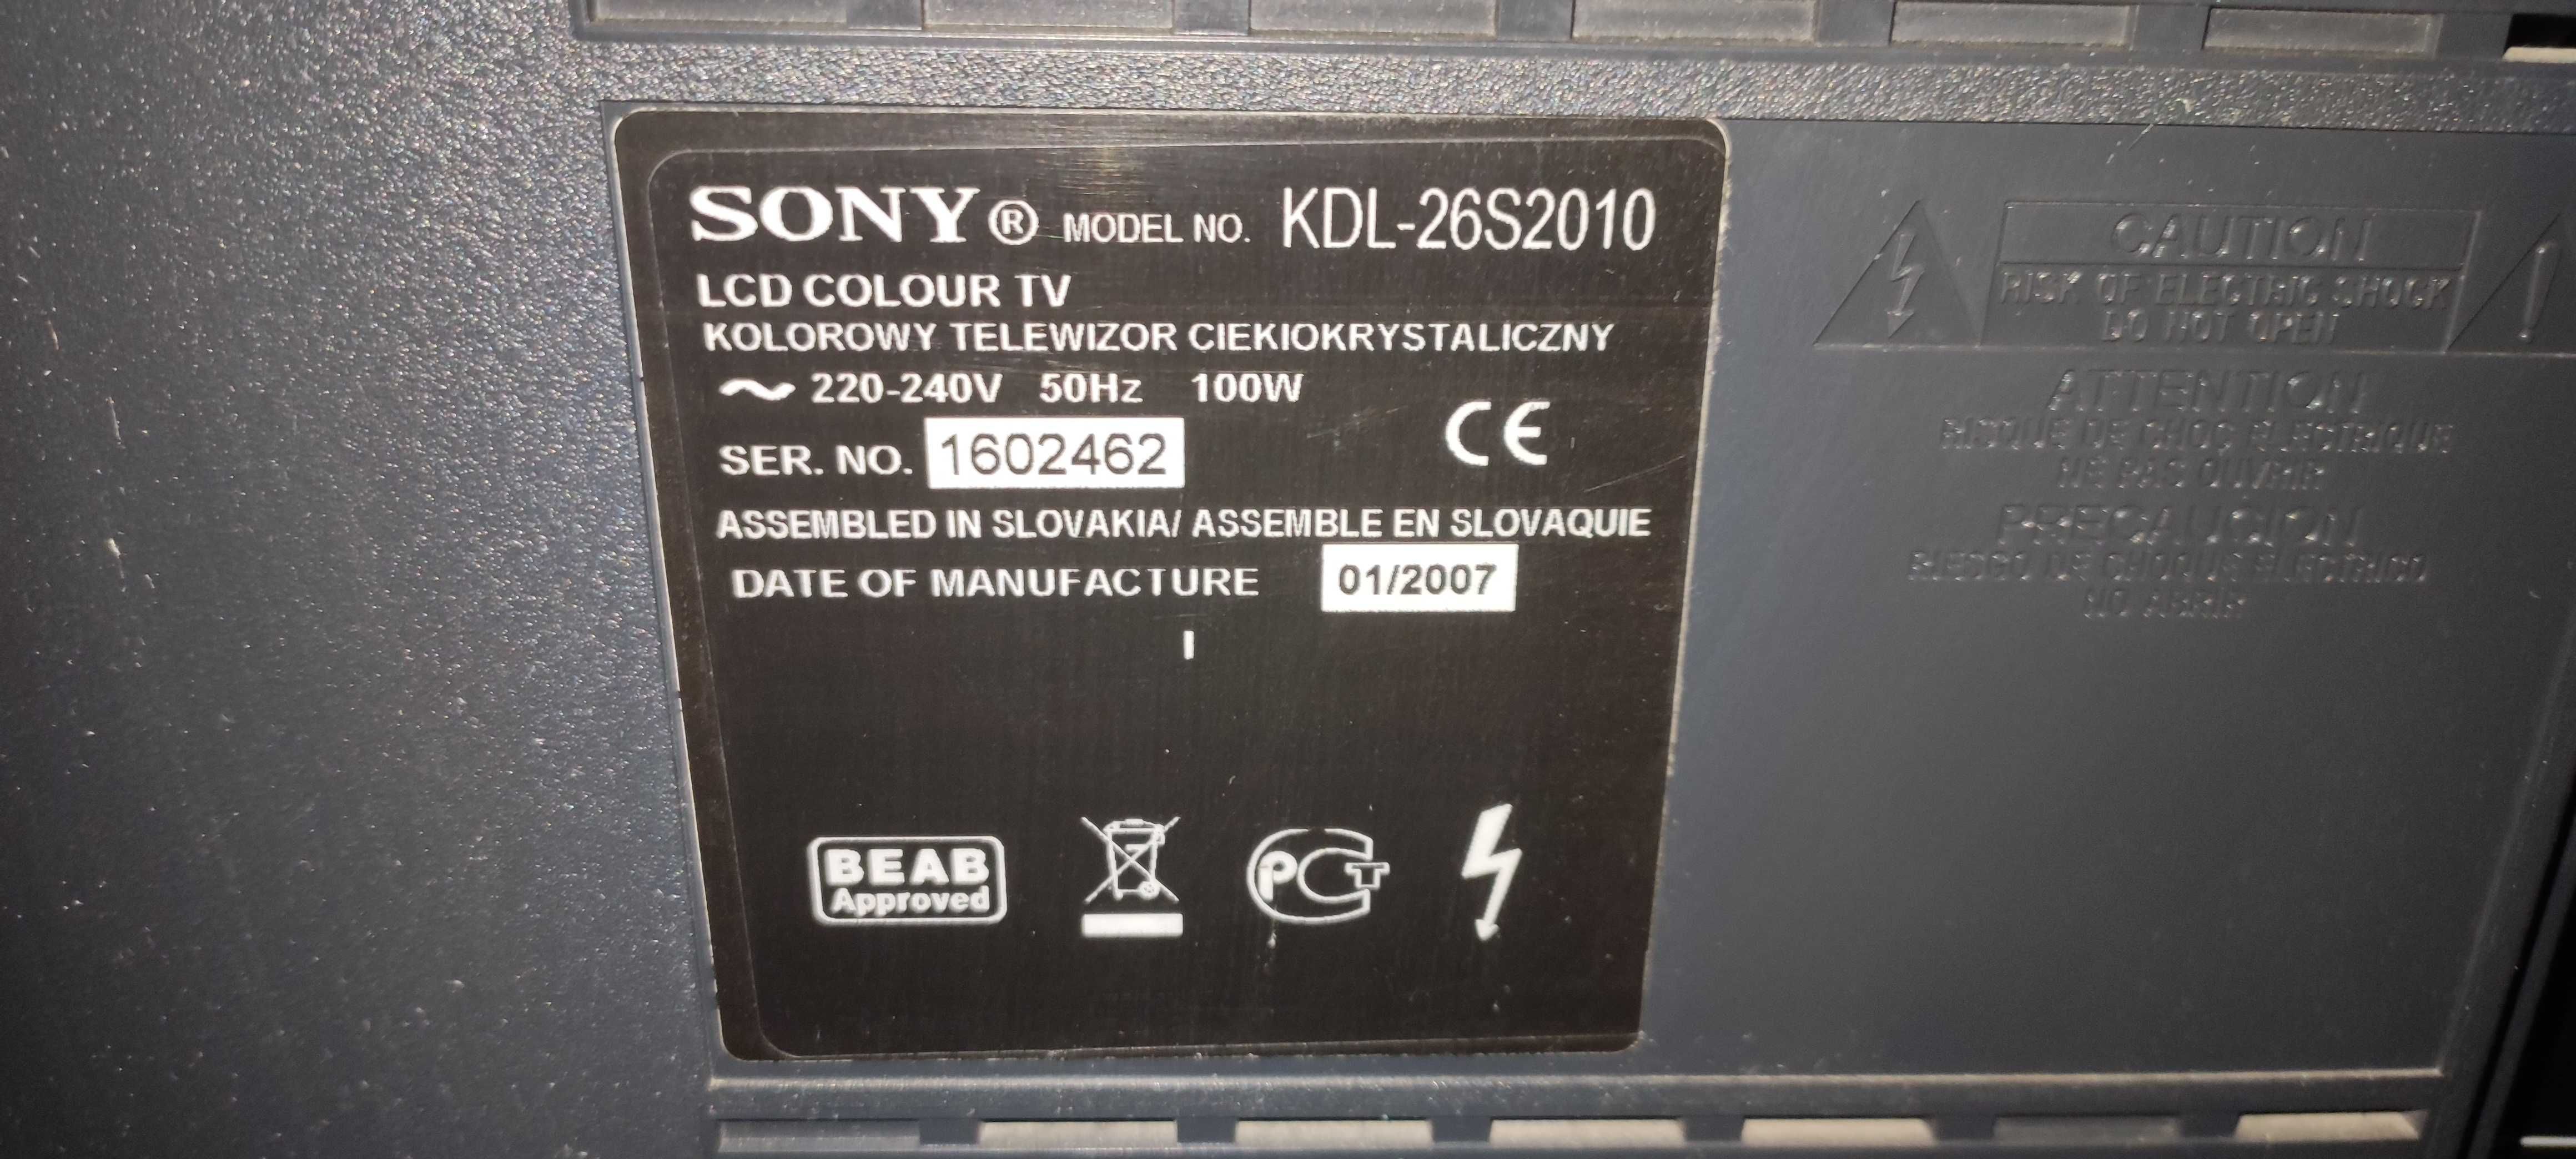 SONY® MODEL NO. KDL-26S2010
LCD COLOUR TV
KOLOROWY TELEWIZOR CIEKIOKRYSTALICZNY
~ 220-240V 50Hz 100W
CE
SER. NO. 1602462
ASSEMBLED IN SLOVAKIA/ ASSEMBLE EN SLOVAQUIE
DATE OF MANUFACTURE 01/2007
I
BEAB
Approved
PCT
CAUTION
RISK OF ELECTRIC SHOCK
DO NOT OPEN
ATTENTION
RISQUE DE CHOC ELECTRIQUE
NE PAS OUVRIR
PRECAUCION
RIESGO DE CHOQUE ELECTRICO
NO ABRIR